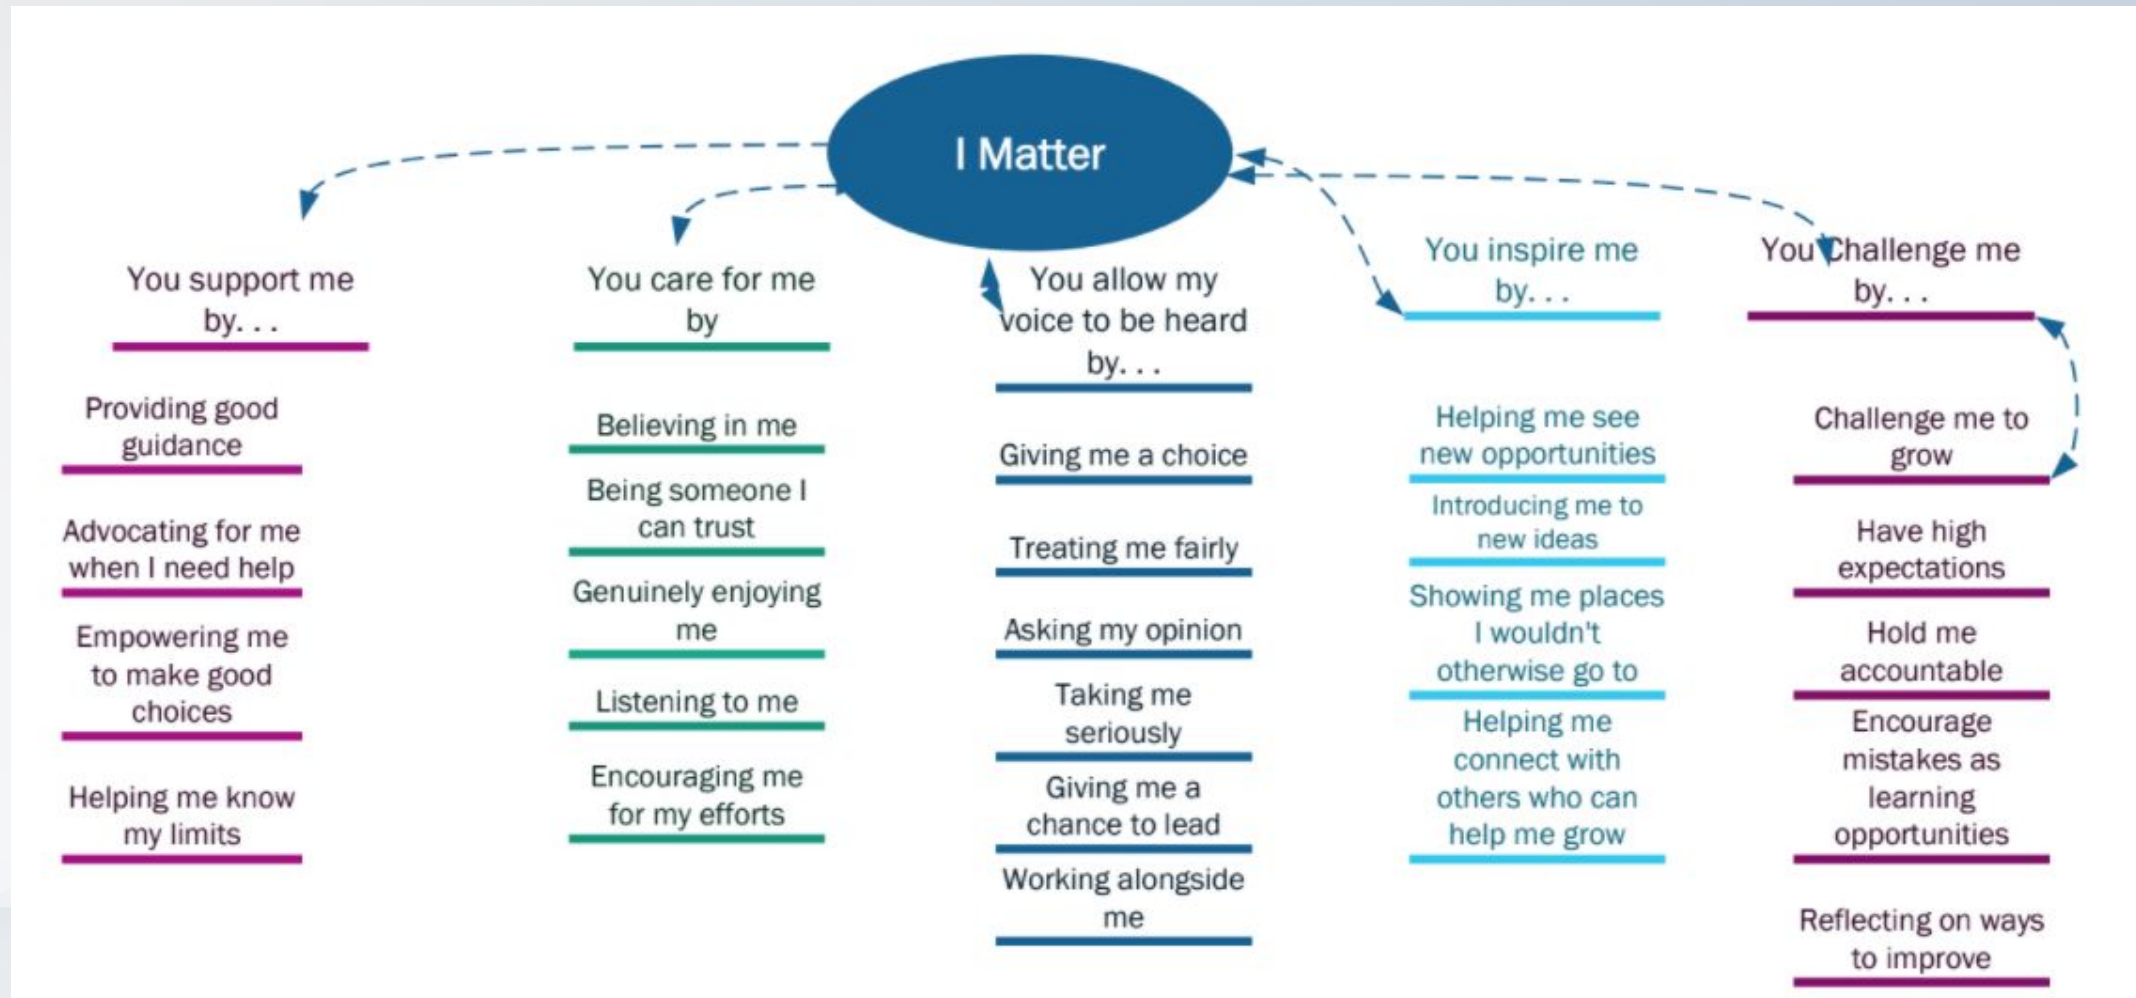 I Matter
You support me
by. . .
Providing good
guidance
Advocating for me
when I need help
Empowering me
to make good
choices
Helping me know
my limits
You care for me
by
Believing in me
Being someone I
can trust
Genuinely enjoying
me
Listening to me
Encouraging me
for my efforts
You allow my
voice to be heard
by. . .
Giving me a choice
Treating me fairly
Asking my opinion
Taking me
seriously
Giving me a
chance to lead
Working alongside
me
You inspire me
by. . .
Helping me see
new opportunities
Introducing me to
new ideas
Showing me places
I wouldn't
otherwise go to
Helping me
connect with
others who can
help me grow
You Challenge me
by. . .
Challenge me to
grow
Have high
expectations
Hold me
accountable
Encourage
mistakes as
learning
opportunities
Reflecting on ways
to improve